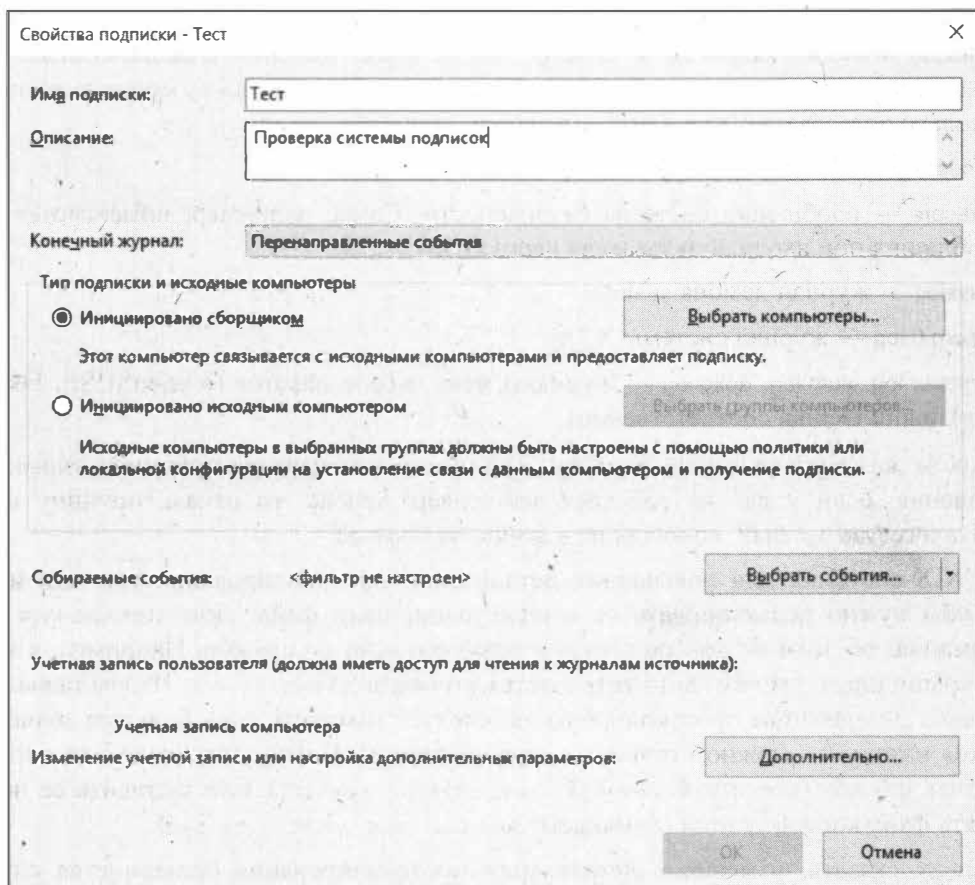 Свойства подписки - Тест
Имя подписки:
Тест
Описание:
Проверка системы подписок
Конечный журнал:
Перенаправленные события
Тип подписки и исходные компьютеры
Инициировано сборщиком
Выбрать компьютеры...
Этот компьютер связывается с исходными компьютерами и предоставляет подписку.
Инициировано исходным компьютером
Выбрать группы компьютеров...
Исходные компьютеры в выбранных группах должны быть настроены с помощью политики или
локальной конфигурации на установление связи с данным компьютером и получение подписки.
Собираемые события:
<фильтр не настроен>
Выбрать события...
Учетная запись пользователя (должна иметь доступ для чтения к журналам источника):
Учетная запись компьютера
Изменение учетной записи или настройка дополнительных параметров:
Дополнительно...
ОК
Отмена